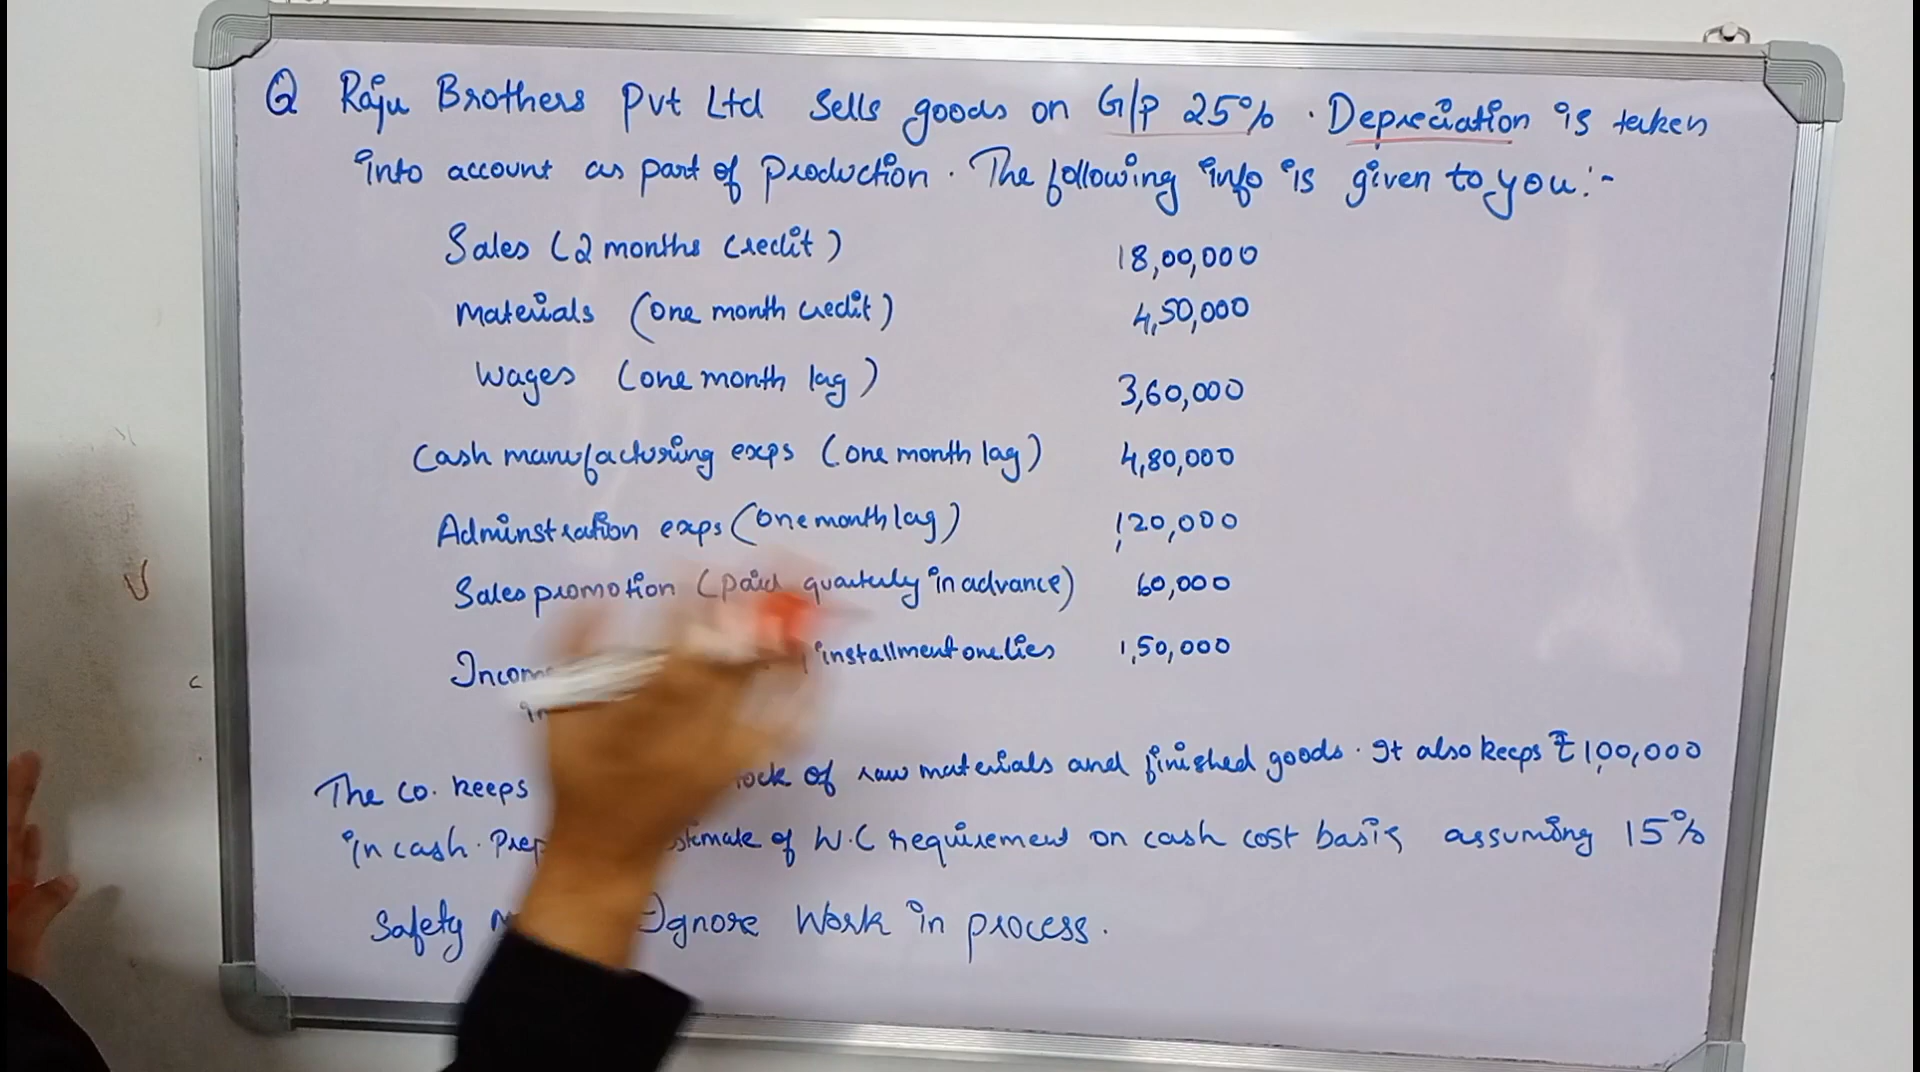 Q Raju Brothers Pvt Ltd Sells goods on G/P 25%. Depreciation is taken
into account as part of Production. The following info is given to you:-
Sales (2 months credit) 18,00,000
Materials (one month credit) 4,50,000
Wages (one month lag) 3,60,000
Cash manufacturing exps (one month lag) 4,80,000
Adminstration exps (one month lag) 1,20,000
Sales promotion (paid quarterly in advance) 60,000
installment one lies 1,50,000
The co. keeps of raw materials and finished goods. It also keeps ₹1,00,000
in cash. of W.C requirement on cash cost basis assuming 15%
Safety Ignore Work in process.